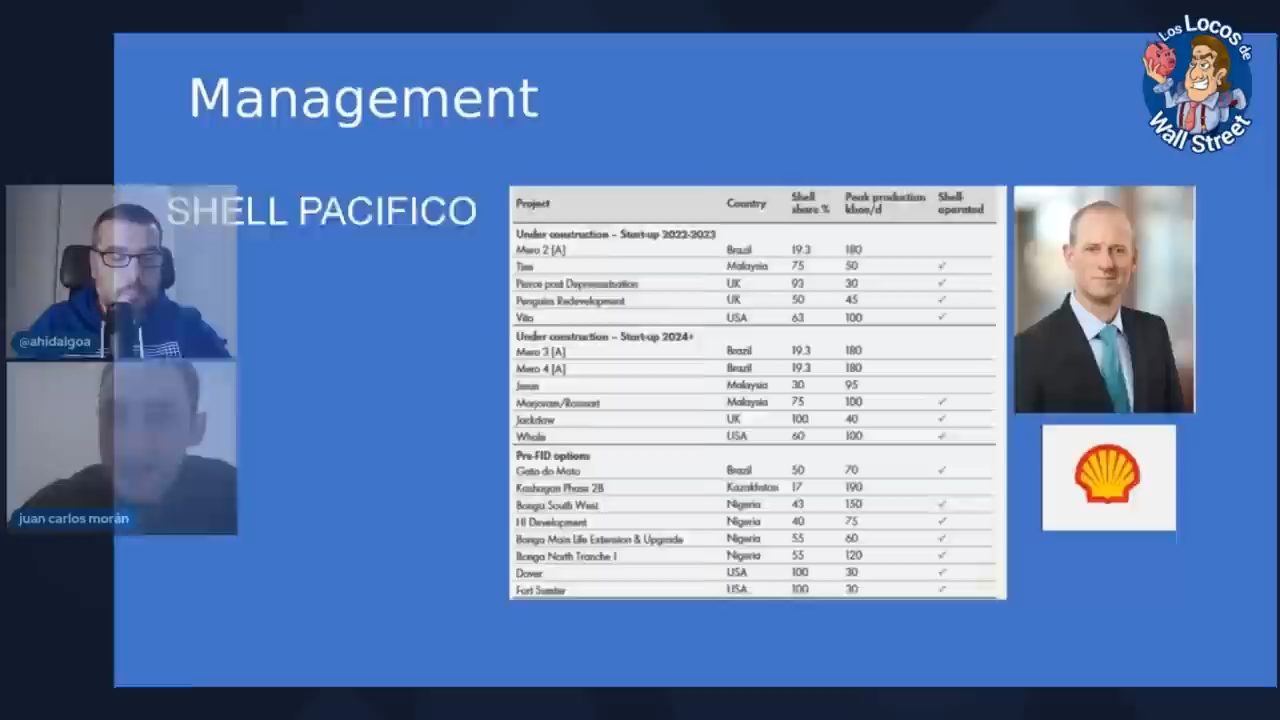 Management
Los Locos de
Wall Street
SHELL PACIFICO
@ahidalgoa
juan carlos morán
Project Country Shell share % Peak production kboe/d Shell-operated
Under construction – Start-up 2022-2023
Mero 2 [A] Brazil 19.3 180
Timi Malaysia 75 50 ✓
Pierce post Depressurisation UK 93 30 ✓
Penguins Redevelopment UK 50 45 ✓
Vito USA 63 100 ✓
Under construction – Start-up 2024+
Mero 3 [A] Brazil 19.3 180
Mero 4 [A] Brazil 19.3 180
Jerun Malaysia 30 95
Marjoram/Rosmari Malaysia 75 100 ✓
Jackdaw UK 100 40 ✓
Whale USA 60 100 ✓
Pre-FID options
Gato do Mato Brazil 50 70 ✓
Kashagan Phase 2B Kazakhstan 17 190
Bonga South West Nigeria 43 150 ✓
HI Development Nigeria 40 75 ✓
Bonga Main Life Extension & Upgrade Nigeria 55 60 ✓
Bonga North Tranche 1 Nigeria 55 120 ✓
Dover USA 100 30 ✓
Fort Sumter USA 100 30 ✓